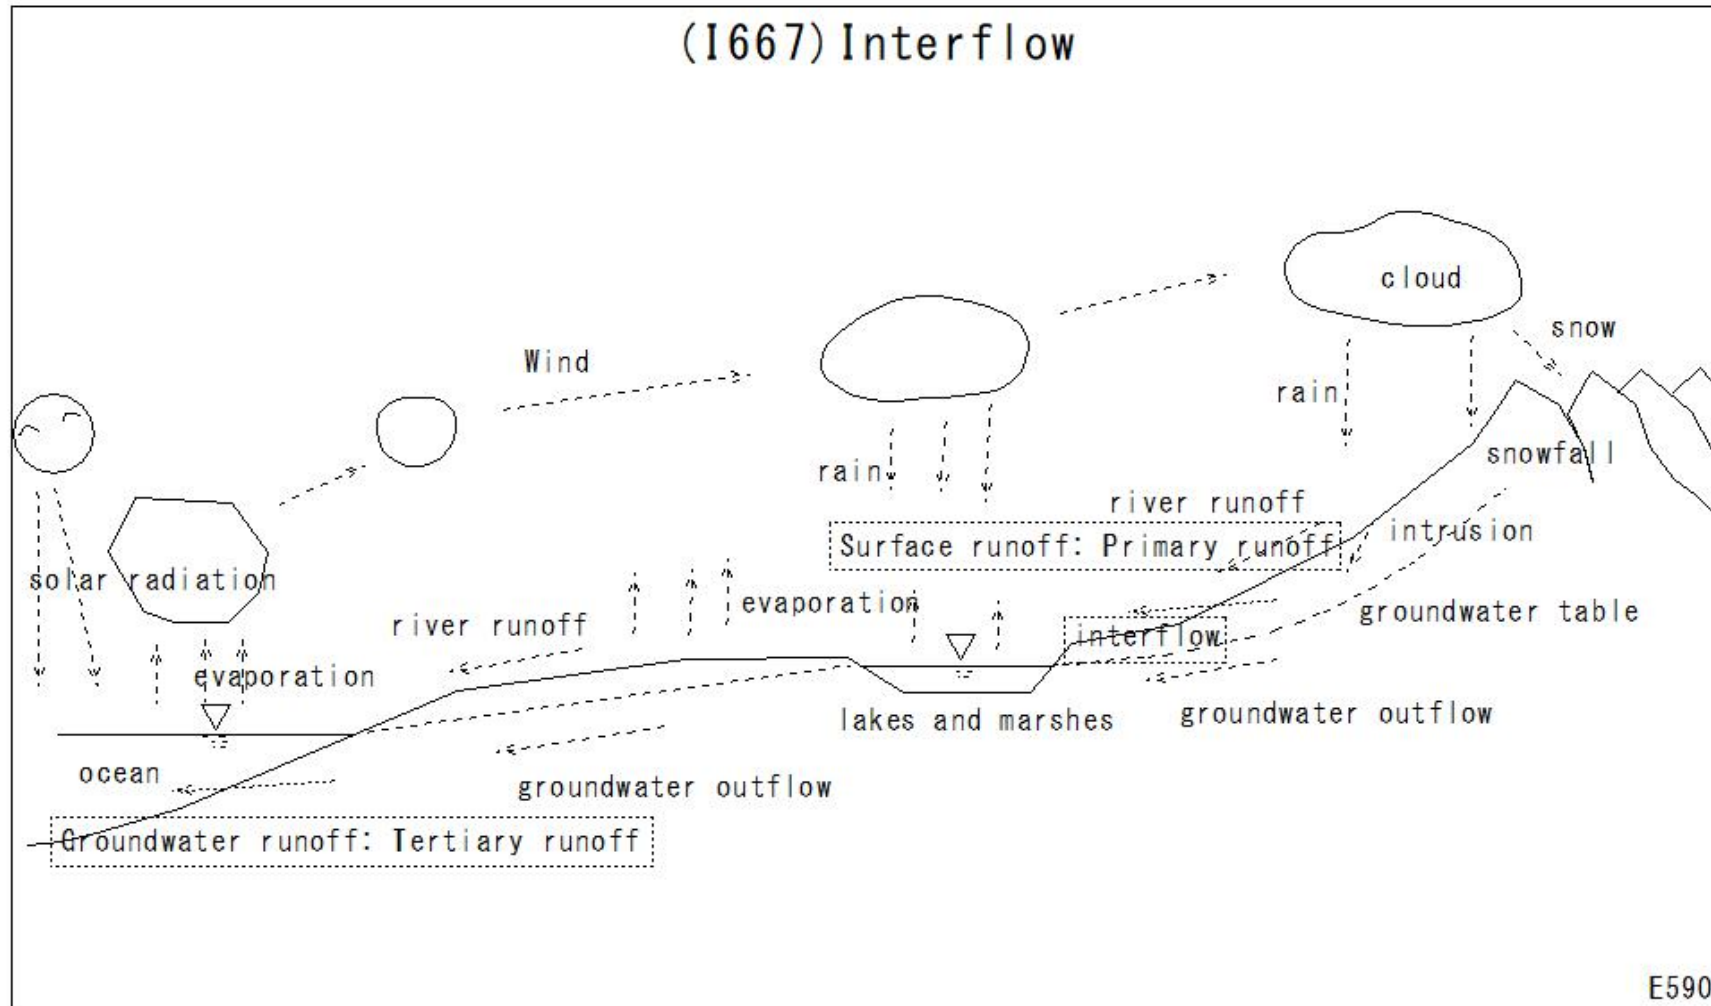 (I667)Interflow
cloud
snow
Wind
rain
rain
snowfall
river runoff
intrusion
Surface runoff: Primary runoff
solar radiation
evaporation
groundwater table
river runoff
interflow
evaporation
lakes and marshes
groundwater outflow
ocean
groundwater outflow
Groundwater runoff: Tertiary runoff
E590